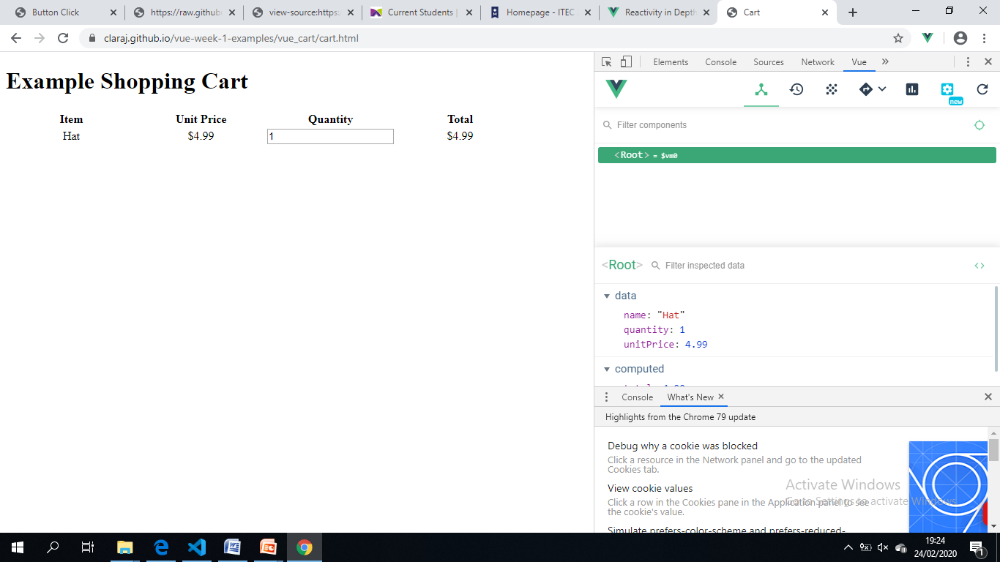 Button Click
https://raw.github
view-source:https:
Current Students |
Homepage - ITEC
Reactivity in Depth
Cart
claraj.github.io/vue-week-1-examples/vue_cart/cart.html
Example Shopping Cart
Item Unit Price Quantity Total
Hat $4.99 1 $4.99
Elements Console Sources Network Vue »
new
Filter components
<Root> = $vm0
<Root> Filter inspected data
data
name: "Hat"
quantity: 1
unitPrice: 4.99
computed
total: 4.99
Console What's New
Highlights from the Chrome 79 update
Debug why a cookie was blocked
Click a resource in the Network panel and go to the updated
Cookies tab.
View cookie values
Click a row in the Cookies pane in the Application panel to see
the cookie's value.
Simulate prefers-color-scheme and prefers-reduced-
Activate Windows
Go to Settings to activate Windows.
19:24
24/02/2020
1